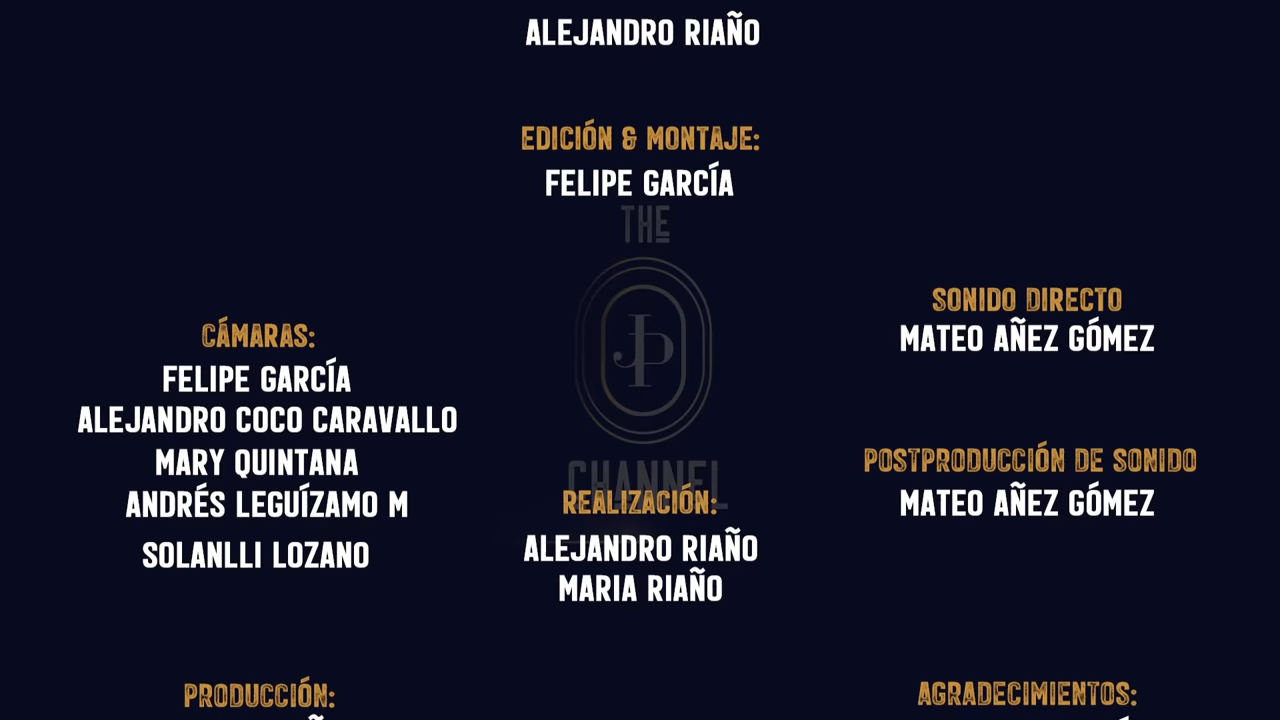 ALEJANDRO RIAÑO
EDICIÓN & MONTAJE:
FELIPE GARCÍA
THE
JP
CHANNEL
CÁMARAS:
FELIPE GARCÍA
ALEJANDRO COCO CARAVALLO
MARY QUINTANA
ANDRÉS LEGUÍZAMO M
SOLANLLI LOZANO
REALIZACIÓN:
ALEJANDRO RIAÑO
MARIA RIAÑO
SONIDO DIRECTO
MATEO AÑEZ GÓMEZ
POSTPRODUCCIÓN DE SONIDO
MATEO AÑEZ GÓMEZ
PRODUCCIÓN:
AGRADECIMIENTOS: